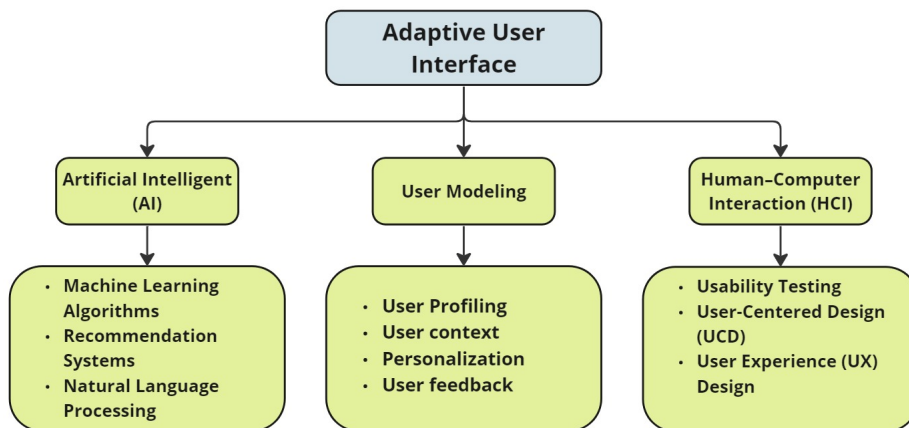 Adaptive User
Interface
Artificial Intelligent
(AI)
User Modeling
Human–Computer
Interaction (HCI)
• Machine Learning
Algorithms
• Recommendation
Systems
• Natural Language
Processing
• User Profiling
• User context
• Personalization
• User feedback
• Usability Testing
• User-Centered Design
(UCD)
• User Experience (UX)
Design